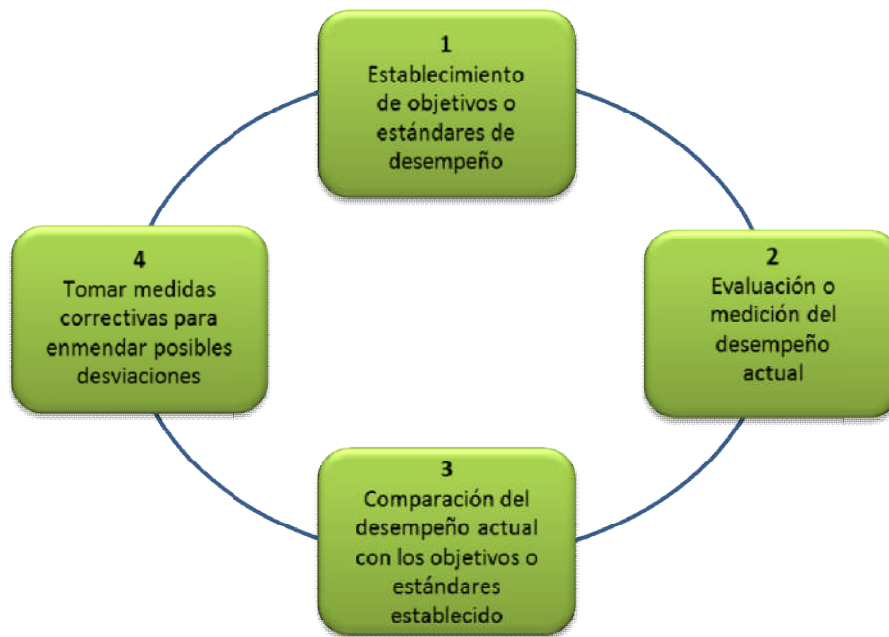 1
Establecimiento
de objetivos o
estándares de
desempeño
2
Evaluación o
medición del
desempeño
actual
3
Comparación del
desempeño actual
con los objetivos o
estándares
establecido
4
Tomar medidas
correctivas para
enmendar posibles
desviaciones